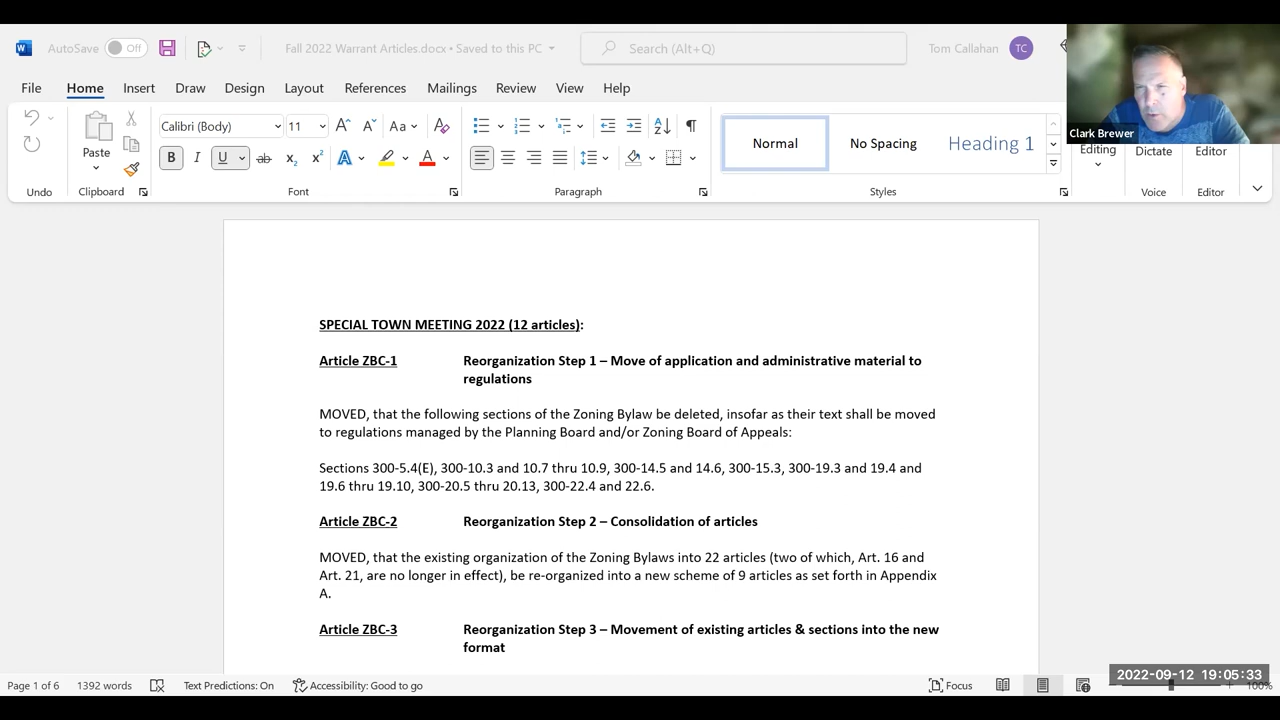 AutoSave Off Fall 2022 Warrant Articles.docx • Saved to this PC Search (Alt+Q) Tom Callahan TC
File Home Insert Draw Design Layout References Mailings Review View Help
Clark Brewer
Calibri (Body) 11 Aa
Paste B I U ab x₂ x² A A
Normal No Spacing Heading 1
Editing Dictate Editor
Undo Clipboard Font Paragraph Styles Voice Editor
SPECIAL TOWN MEETING 2022 (12 articles):
Article ZBC-1 Reorganization Step 1 – Move of application and administrative material to
regulations
MOVED, that the following sections of the Zoning Bylaw be deleted, insofar as their text shall be moved
to regulations managed by the Planning Board and/or Zoning Board of Appeals:
Sections 300-5.4(E), 300-10.3 and 10.7 thru 10.9, 300-14.5 and 14.6, 300-15.3, 300-19.3 and 19.4 and
19.6 thru 19.10, 300-20.5 thru 20.13, 300-22.4 and 22.6.
Article ZBC-2 Reorganization Step 2 – Consolidation of articles
MOVED, that the existing organization of the Zoning Bylaws into 22 articles (two of which, Art. 16 and
Art. 21, are no longer in effect), be re-organized into a new scheme of 9 articles as set forth in Appendix
A.
Article ZBC-3 Reorganization Step 3 – Movement of existing articles & sections into the new
format
2022-09-12 19:05:33
Page 1 of 6 1392 words Text Predictions: On Accessibility: Good to go Focus 100%